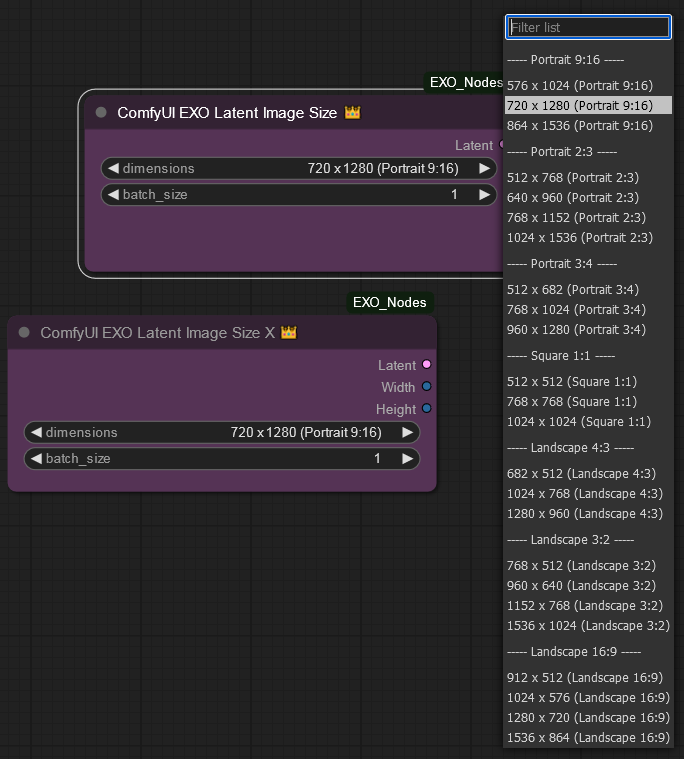 EXO_Nodes
ComfyUI EXO Latent Image Size
Latent
dimensions 720 x 1280 (Portrait 9:16)
batch_size 1
EXO_Nodes
ComfyUI EXO Latent Image Size X
Latent
Width
Height
dimensions 720 x 1280 (Portrait 9:16)
batch_size 1
Filter list
----- Portrait 9:16 -----
576 x 1024 (Portrait 9:16)
720 x 1280 (Portrait 9:16)
864 x 1536 (Portrait 9:16)
----- Portrait 2:3 -----
512 x 768 (Portrait 2:3)
640 x 960 (Portrait 2:3)
768 x 1152 (Portrait 2:3)
1024 x 1536 (Portrait 2:3)
----- Portrait 3:4 -----
512 x 682 (Portrait 3:4)
768 x 1024 (Portrait 3:4)
960 x 1280 (Portrait 3:4)
----- Square 1:1 -----
512 x 512 (Square 1:1)
768 x 768 (Square 1:1)
1024 x 1024 (Square 1:1)
----- Landscape 4:3 -----
682 x 512 (Landscape 4:3)
1024 x 768 (Landscape 4:3)
1280 x 960 (Landscape 4:3)
----- Landscape 3:2 -----
768 x 512 (Landscape 3:2)
960 x 640 (Landscape 3:2)
1152 x 768 (Landscape 3:2)
1536 x 1024 (Landscape 3:2)
----- Landscape 16:9 -----
912 x 512 (Landscape 16:9)
1024 x 576 (Landscape 16:9)
1280 x 720 (Landscape 16:9)
1536 x 864 (Landscape 16:9)